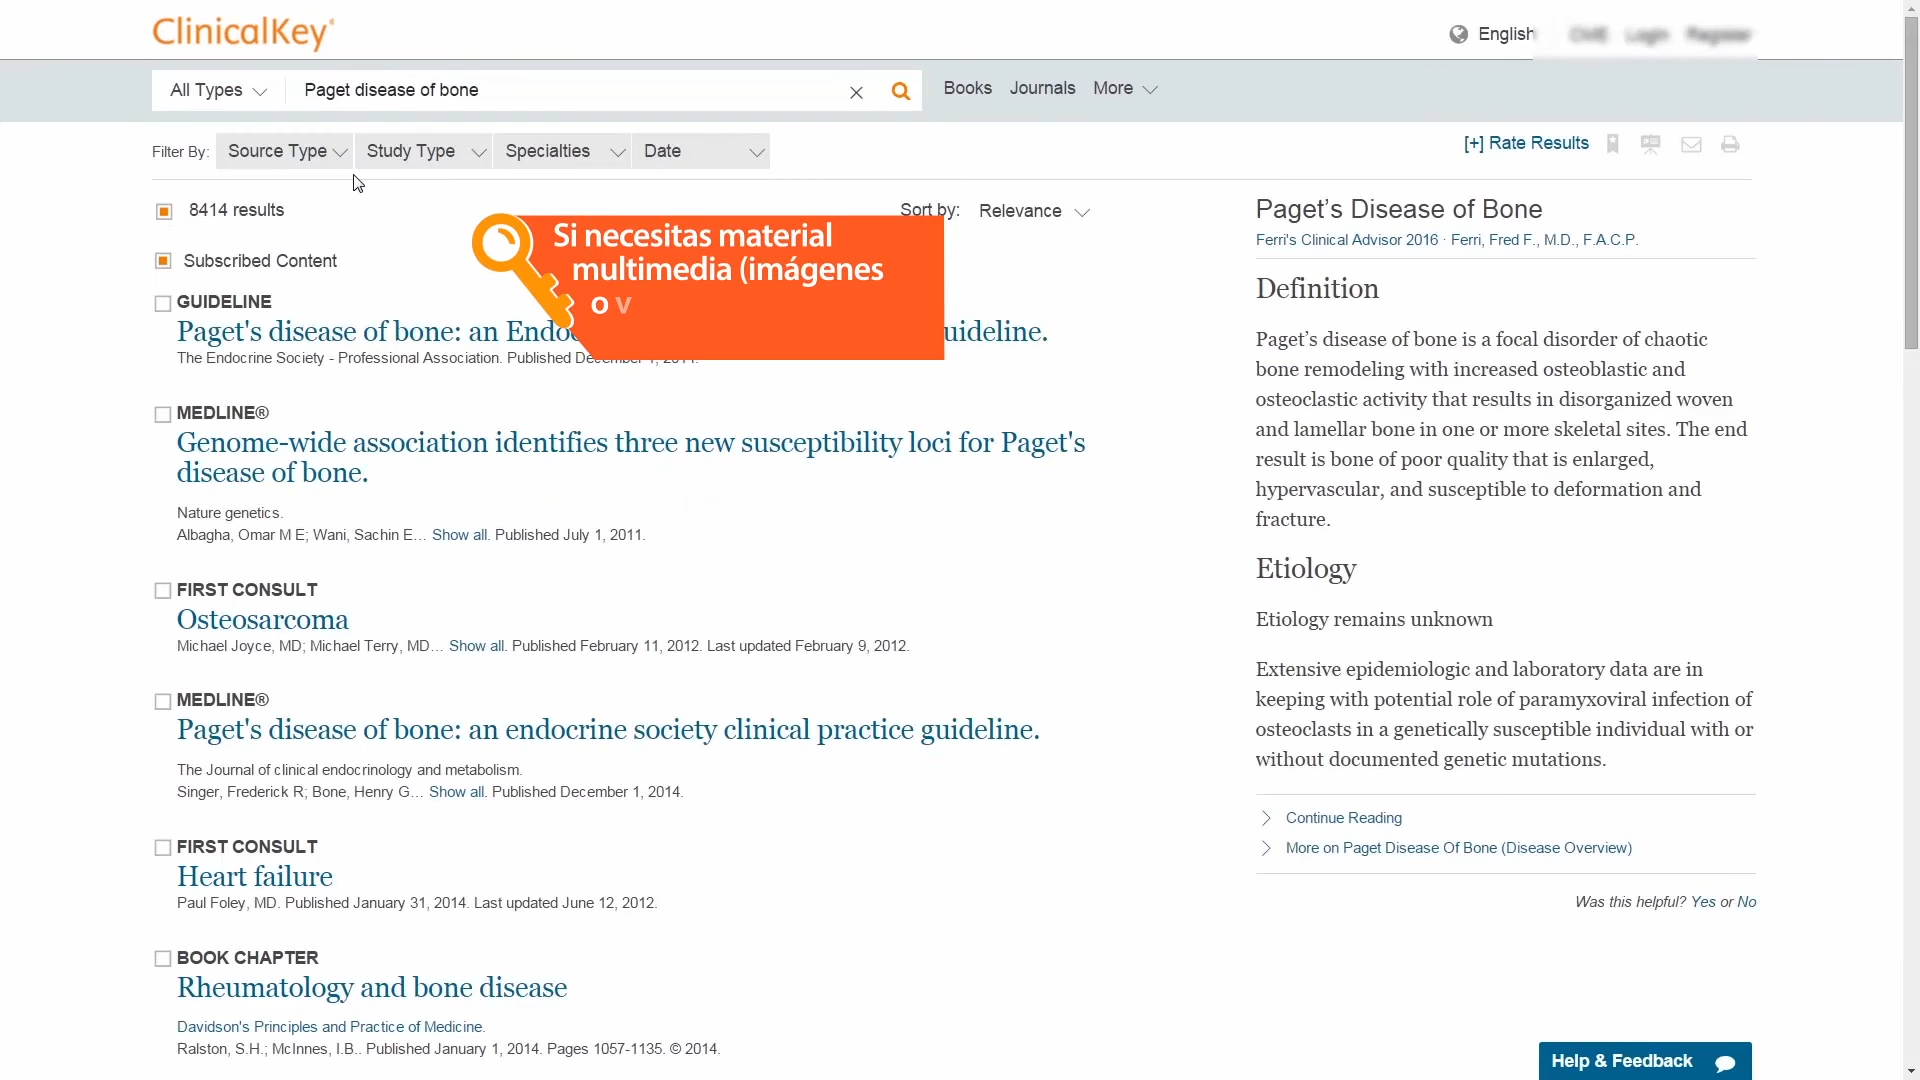 ClinicalKey
English
All Types
Paget disease of bone
Books
Journals
More
Filter By:
Source Type
Study Type
Specialties
Date
[+] Rate Results
8414 results
Sort by:
Relevance
Si necesitas material
multimedia (imágenes
o v
Subscribed Content
GUIDELINE
Paget's disease of bone: an Endo
uideline.
The Endocrine Society - Professional Association. Published December 1, 2014.
MEDLINE®
Genome-wide association identifies three new susceptibility loci for Paget's
disease of bone.
Nature genetics.
Albagha, Omar M E; Wani, Sachin E... Show all. Published July 1, 2011.
FIRST CONSULT
Osteosarcoma
Michael Joyce, MD; Michael Terry, MD... Show all. Published February 11, 2012. Last updated February 9, 2012.
MEDLINE®
Paget's disease of bone: an endocrine society clinical practice guideline.
The Journal of clinical endocrinology and metabolism.
Singer, Frederick R; Bone, Henry G... Show all. Published December 1, 2014.
FIRST CONSULT
Heart failure
Paul Foley, MD. Published January 31, 2014. Last updated June 12, 2012.
BOOK CHAPTER
Rheumatology and bone disease
Davidson's Principles and Practice of Medicine.
Ralston, S.H.; McInnes, I.B.. Published January 1, 2014. Pages 1057-1135. © 2014.
Paget’s Disease of Bone
Ferri's Clinical Advisor 2016 · Ferri, Fred F., M.D., F.A.C.P.
Definition
Paget’s disease of bone is a focal disorder of chaotic
bone remodeling with increased osteoblastic and
osteoclastic activity that results in disorganized woven
and lamellar bone in one or more skeletal sites. The end
result is bone of poor quality that is enlarged,
hypervascular, and susceptible to deformation and
fracture.
Etiology
Etiology remains unknown
Extensive epidemiologic and laboratory data are in
keeping with potential role of paramyxoviral infection of
osteoclasts in a genetically susceptible individual with or
without documented genetic mutations.
Continue Reading
More on Paget Disease Of Bone (Disease Overview)
Was this helpful? Yes or No
Help & Feedback